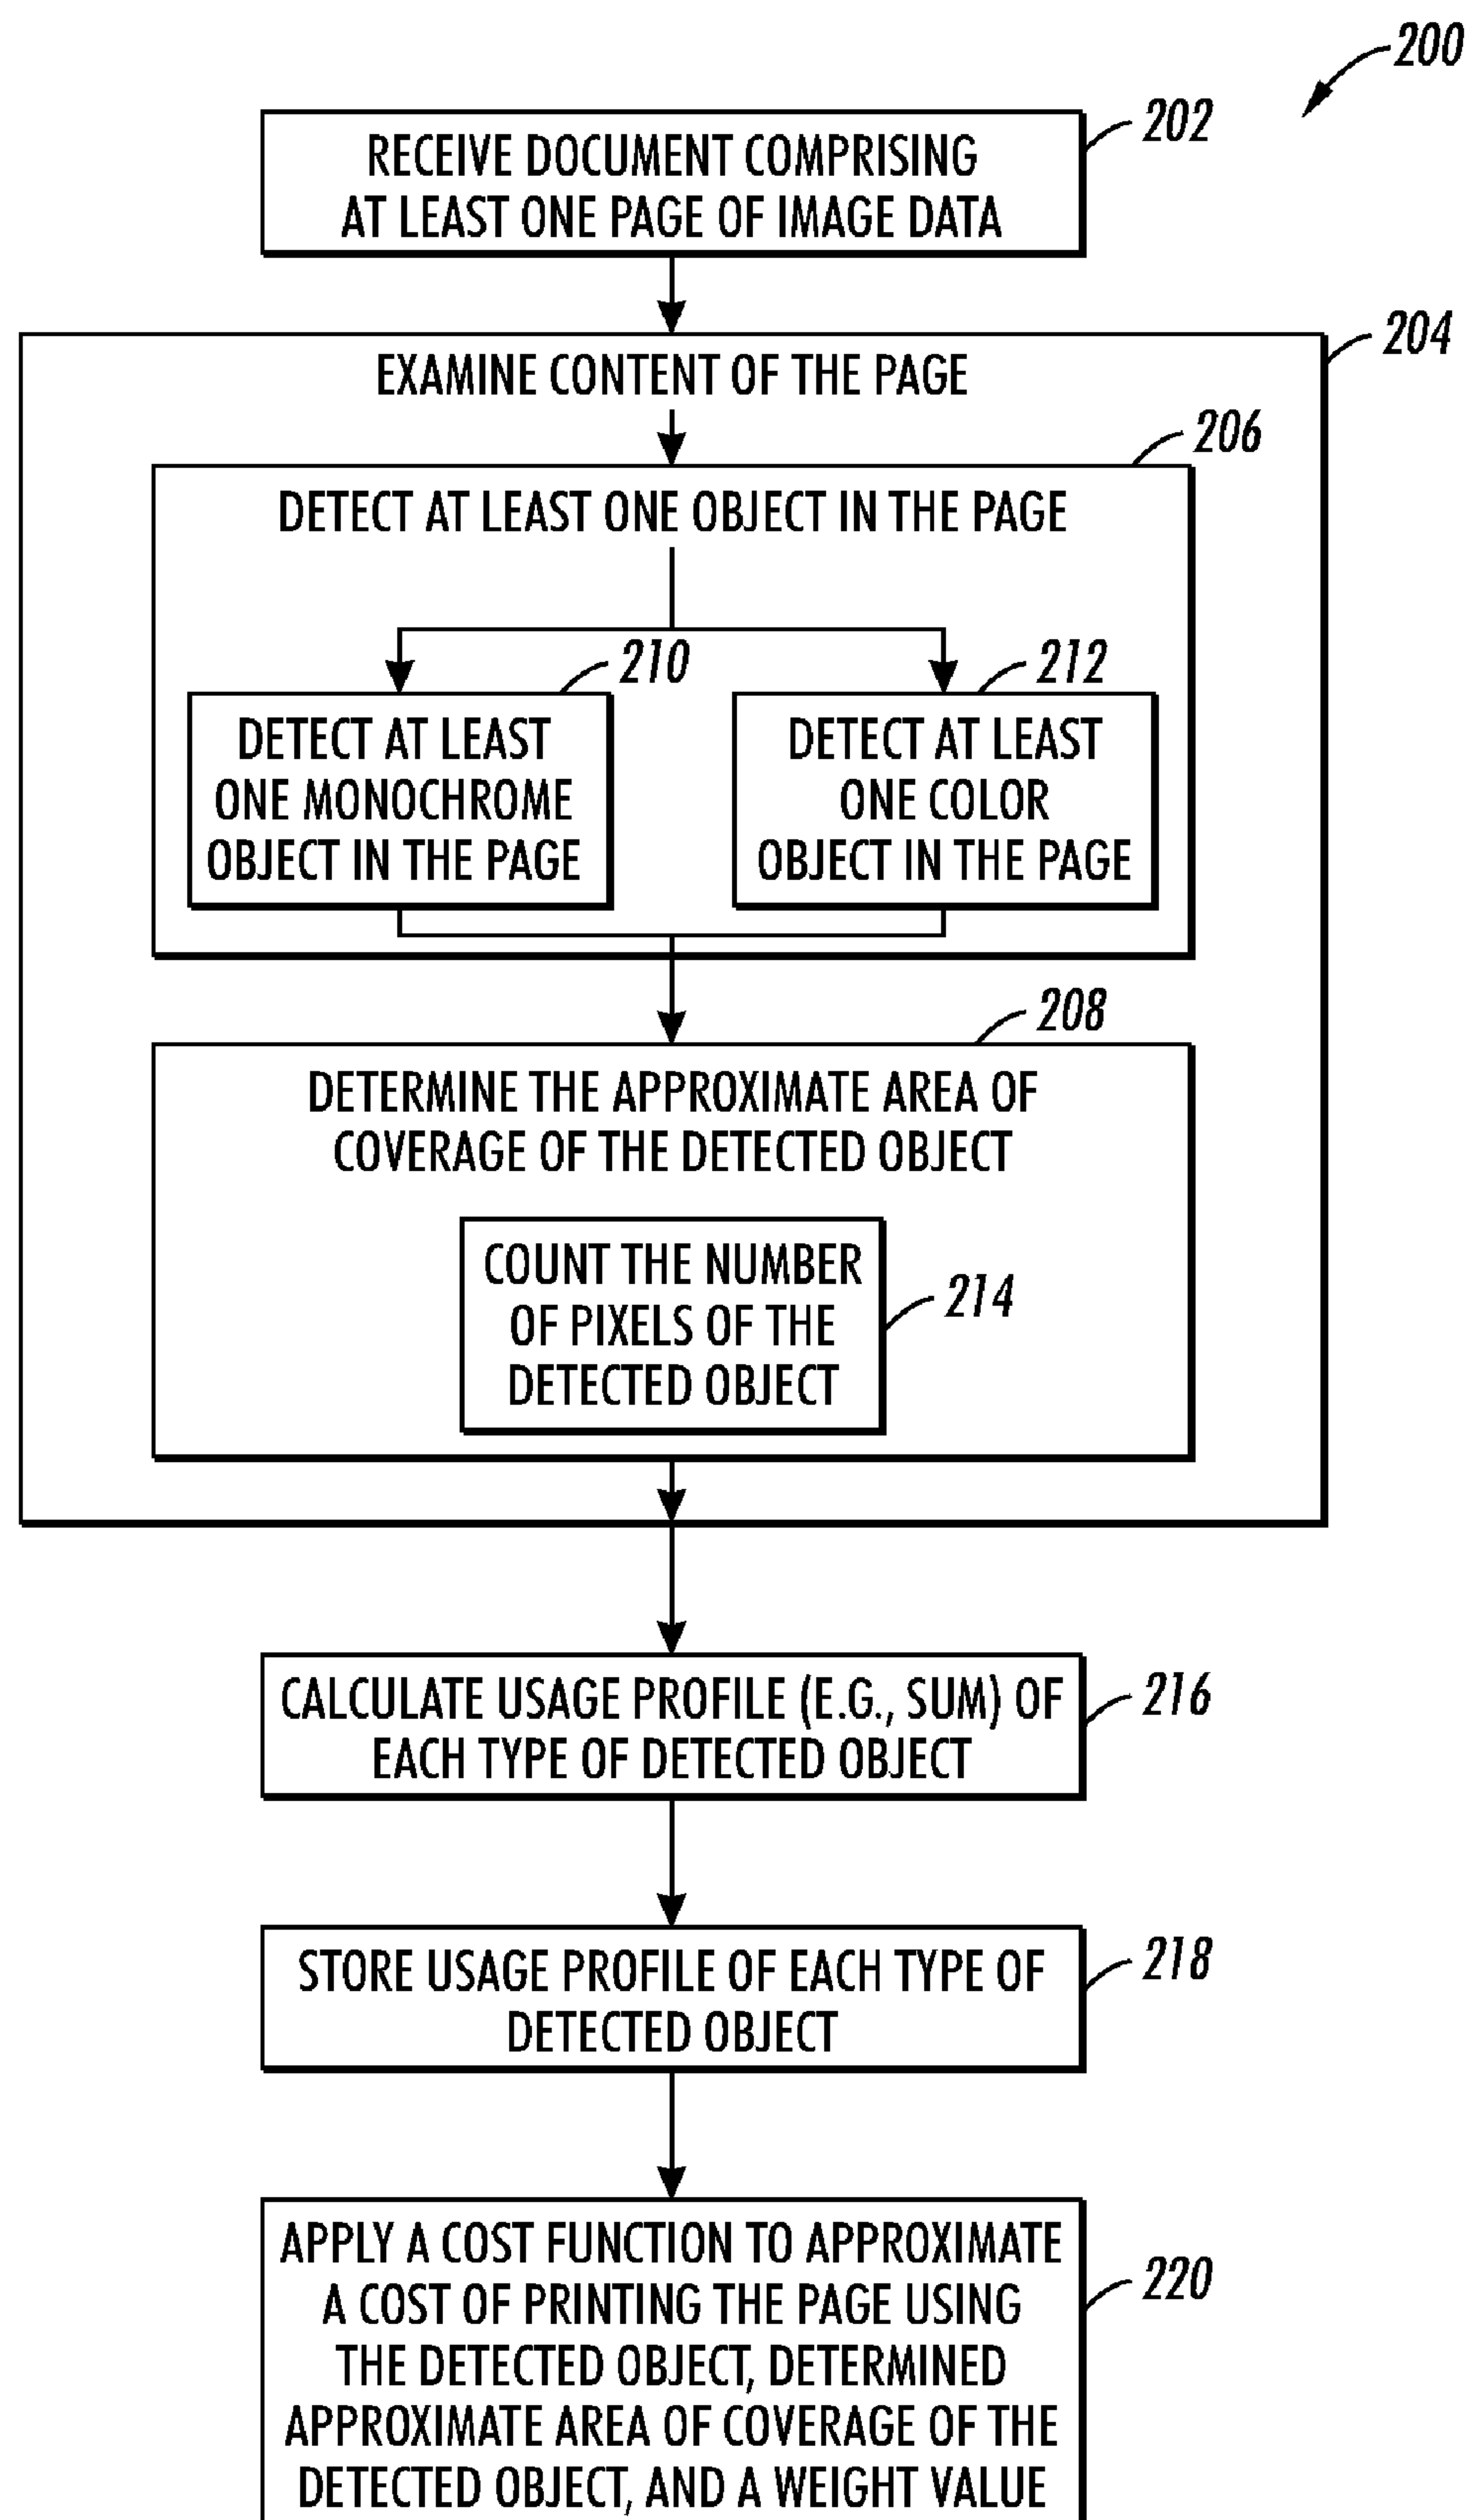 200
202
RECEIVE DOCUMENT COMPRISING
AT LEAST ONE PAGE OF IMAGE DATA
204
EXAMINE CONTENT OF THE PAGE
206
DETECT AT LEAST ONE OBJECT IN THE PAGE
210
DETECT AT LEAST
ONE MONOCHROME
OBJECT IN THE PAGE
212
DETECT AT LEAST
ONE COLOR
OBJECT IN THE PAGE
208
DETERMINE THE APPROXIMATE AREA OF
COVERAGE OF THE DETECTED OBJECT
COUNT THE NUMBER
OF PIXELS OF THE
DETECTED OBJECT
214
CALCULATE USAGE PROFILE (E.G., SUM) OF
EACH TYPE OF DETECTED OBJECT
216
STORE USAGE PROFILE OF EACH TYPE OF
DETECTED OBJECT
218
APPLY A COST FUNCTION TO APPROXIMATE
A COST OF PRINTING THE PAGE USING
THE DETECTED OBJECT, DETERMINED
APPROXIMATE AREA OF COVERAGE OF THE
DETECTED OBJECT, AND A WEIGHT VALUE
220